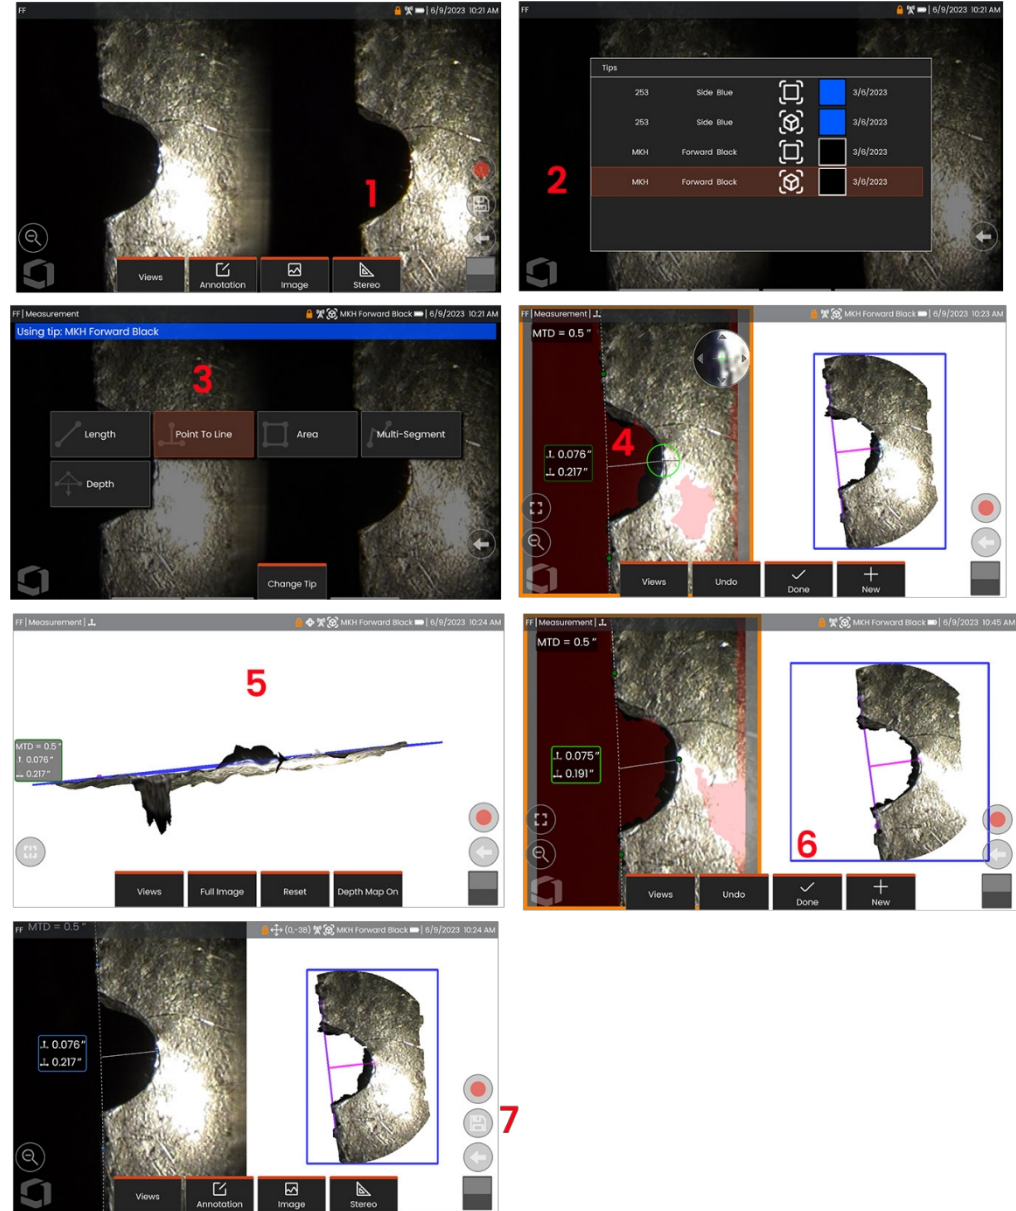 FF
6/9/2023 10:21 AM
1
Views
Annotation
Image
Stereo
FF
6/9/2023 10:21 AM
Tips
253 Side Blue 3/6/2023
253 Side Blue 3/6/2023
MKH Forward Black 3/6/2023
MKH Forward Black 3/6/2023
2
FF | Measurement
MKH Forward Black | 6/9/2023 10:21 AM
Using tip: MKH Forward Black
3
Length
Point To Line
Area
Multi-Segment
Depth
Change Tip
FF | Measurement |
MKH Forward Black | 6/9/2023 10:23 AM
MTD = 0.5 "
4
0.076"
0.217"
Views
Undo
Done
New
FF | Measurement |
MKH Forward Black | 6/9/2023 10:24 AM
5
MTD = 0.5 "
0.076"
0.217"
Views
Full Image
Reset
Depth Map On
FF | Measurement |
MKH Forward Black | 6/9/2023 10:45 AM
MTD = 0.5 "
0.075"
0.191"
6
Views
Undo
Done
New
FF MTD = 0.5 "
(0,-38) MKH Forward Black | 6/9/2023 10:24 AM
0.076"
0.217"
7
Views
Annotation
Image
Stereo